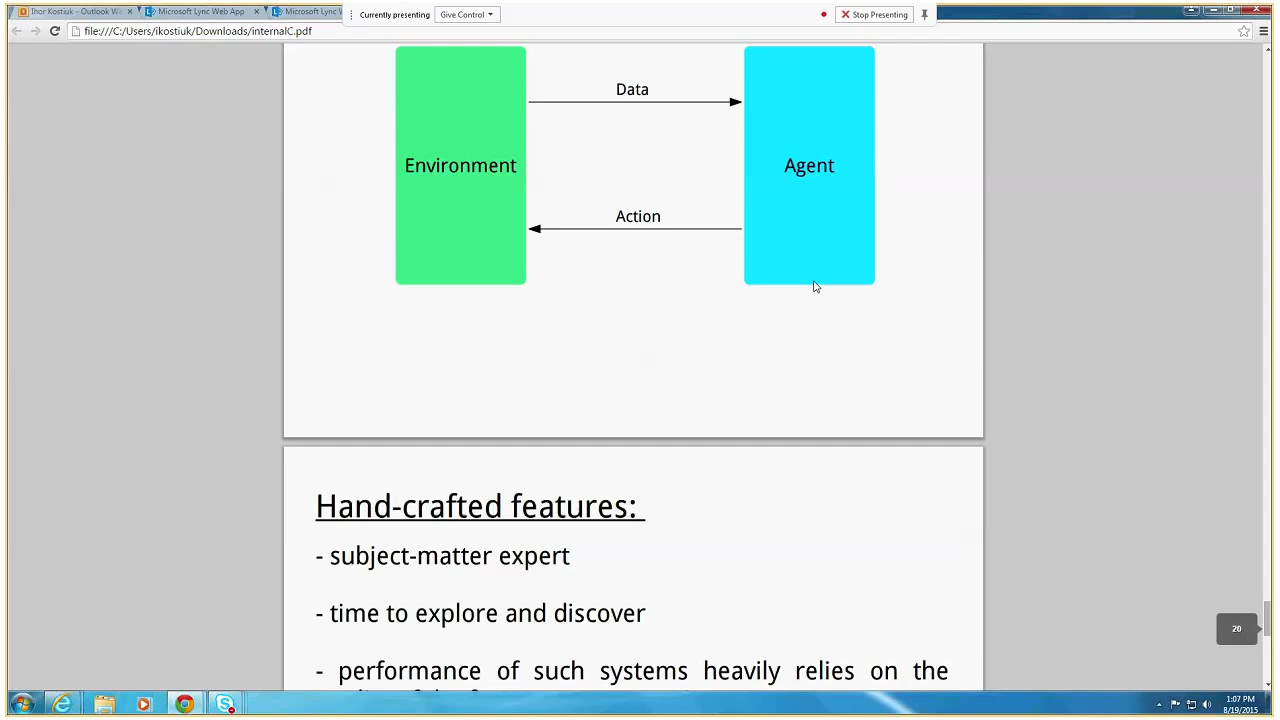 Ihor Kostiuk - Outlook We
Microsoft Lync Web App
Microsoft Lync W
Currently presenting
Give Control
Stop Presenting
file:///C:/Users/ikostiuk/Downloads/internalC.pdf
Data
Environment
Agent
Action
Hand-crafted features:
- subject-matter expert
- time to explore and discover
20
- performance of such systems heavily relies on the
1:07 PM
8/19/2015